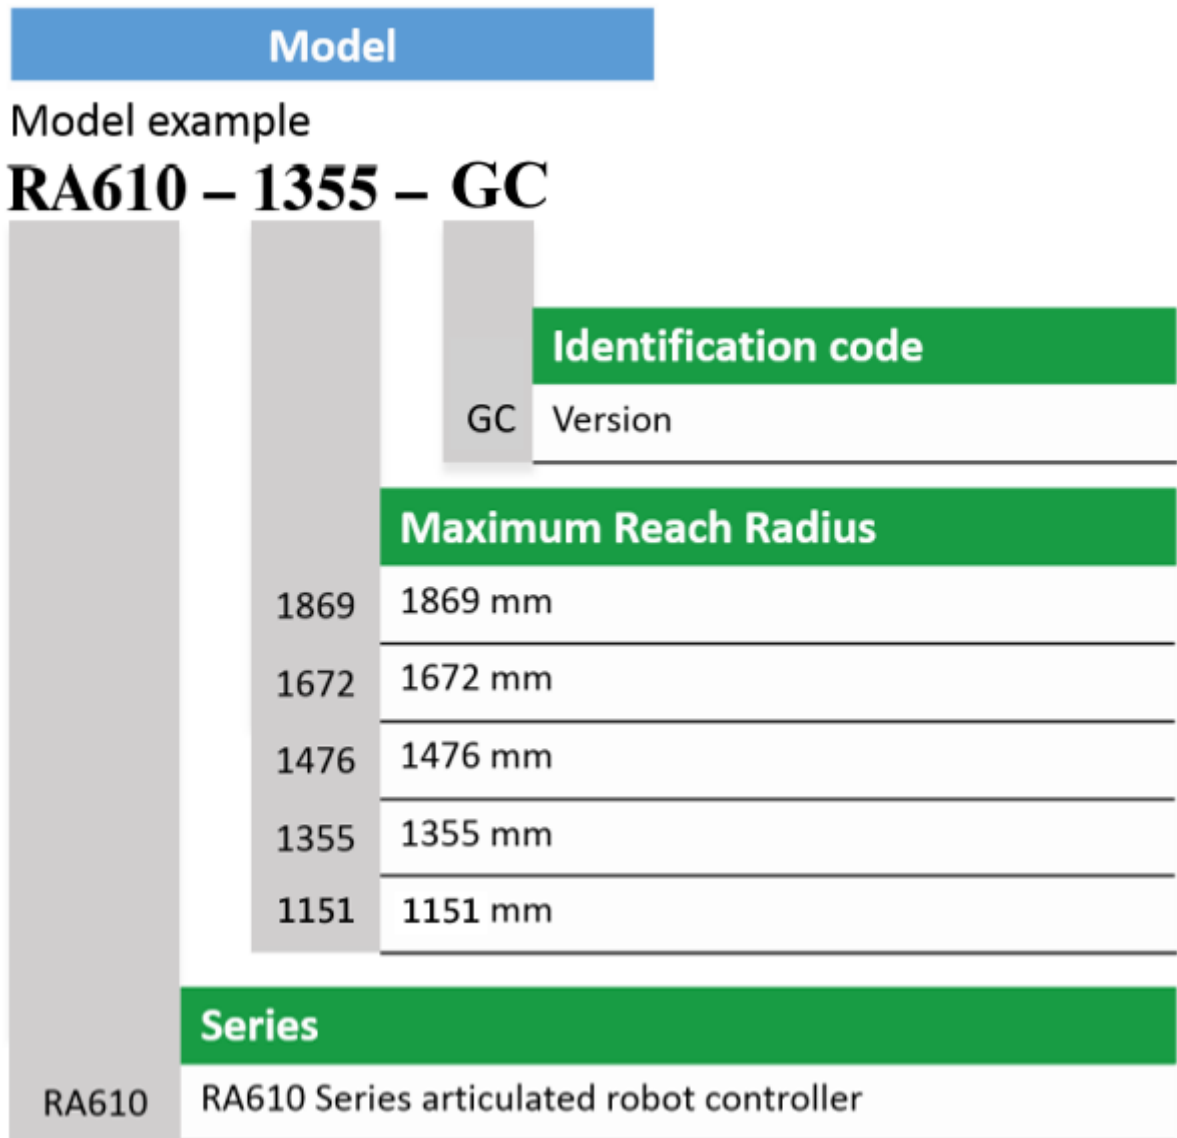 Model
Model example
RA610 – 1355 – GC
Identification code
GC Version
Maximum Reach Radius
1869 1869 mm
1672 1672 mm
1476 1476 mm
1355 1355 mm
1151 1151 mm
Series
RA610 RA610 Series articulated robot controller